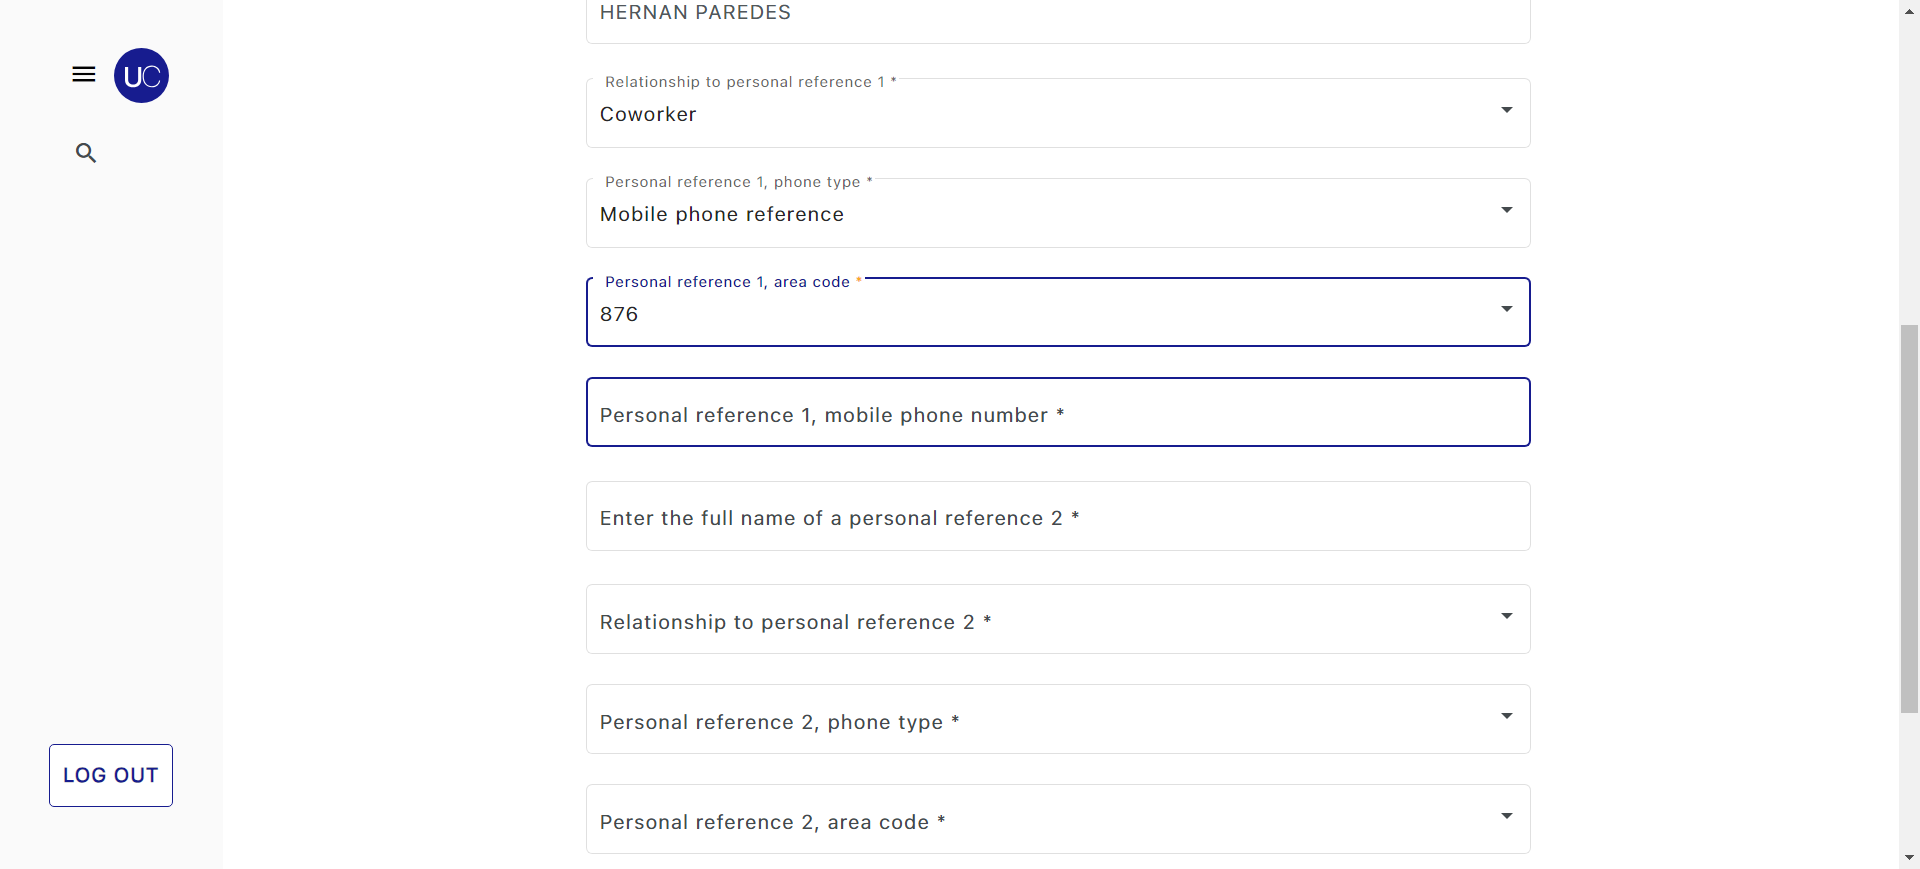 HERNAN PAREDES
UC
Relationship to personal reference 1 *
Coworker
Personal reference 1, phone type *
Mobile phone reference
Personal reference 1, area code *
876
Personal reference 1, mobile phone number *
Enter the full name of a personal reference 2 *
Relationship to personal reference 2 *
Personal reference 2, phone type *
LOG OUT
Personal reference 2, area code *